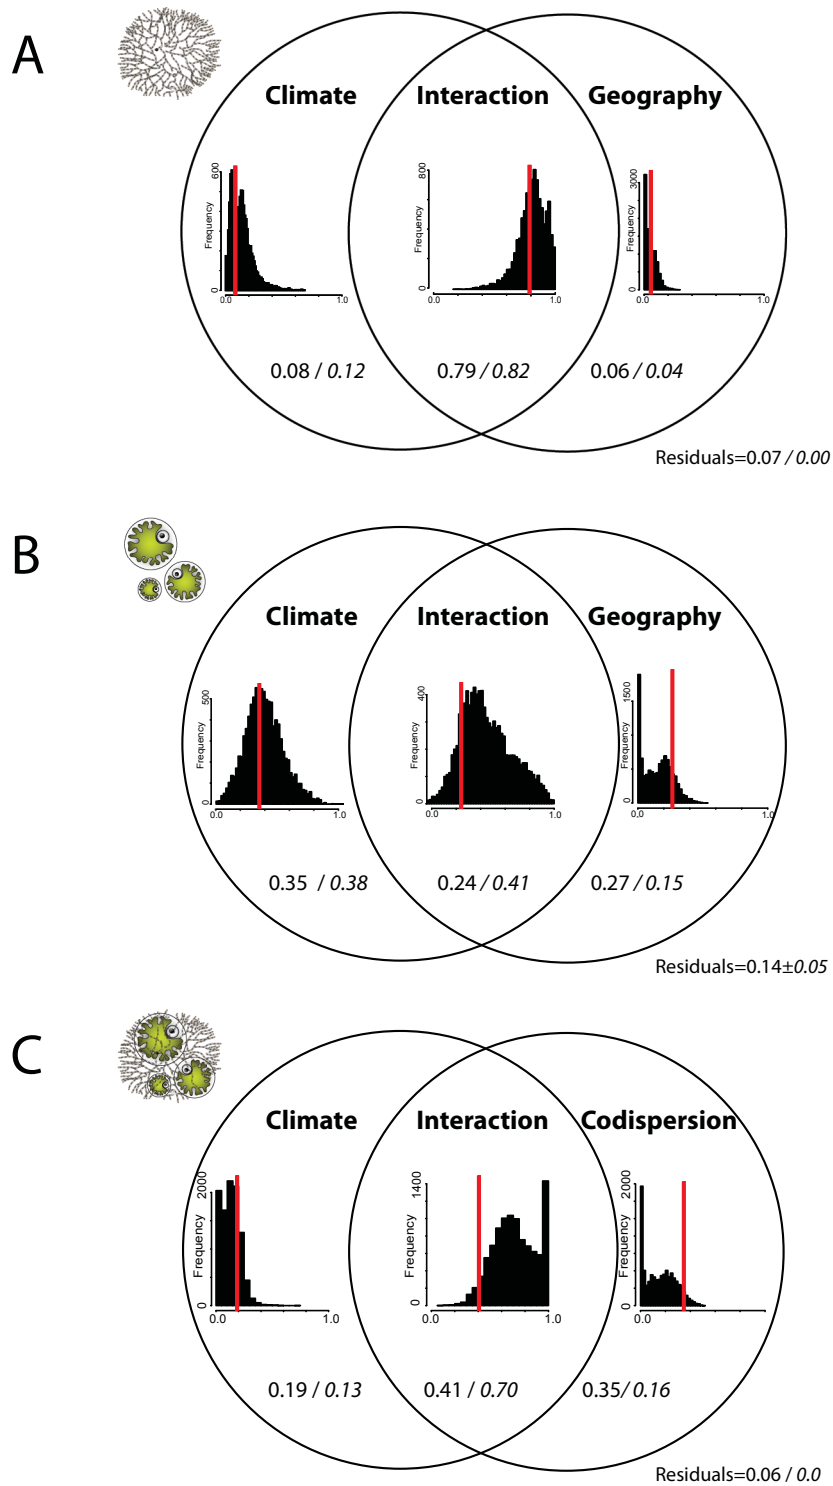 A
Climate Interaction Geography
600 800 3000
Frequency Frequency Frequency
0 0 0
0.0 1.0 0.0 1.0 0.0 1.0
0.08 / 0.12 0.79 / 0.82 0.06 / 0.04
Residuals=0.07 / 0.00
B
Climate Interaction Geography
500 400 1500
Frequency Frequency Frequency
0 0 0
0.0 1.0 0.0 1.0 0.0 1.0
0.35 / 0.38 0.24 / 0.41 0.27 / 0.15
Residuals=0.14±0.05
C
Climate Interaction Codispersion
2000 1400 2000
Frequency Frequency Frequency
0 0 0
0.0 1.0 0.0 1.0 0.0
0.19 / 0.13 0.41 / 0.70 0.35/ 0.16
Residuals=0.06 / 0.0